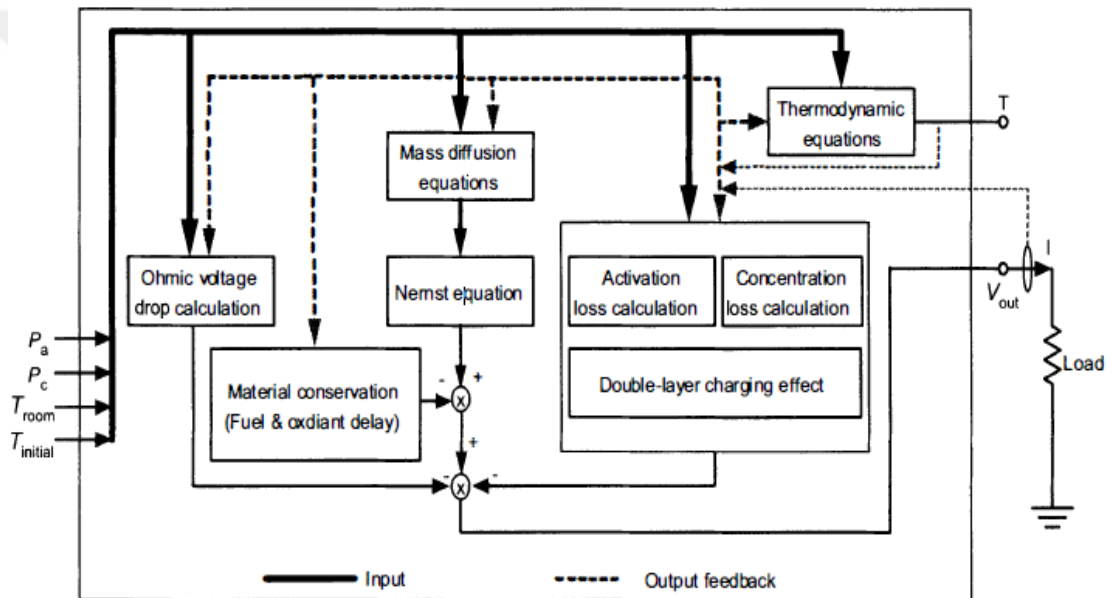 Thermodynamic
equations
T
Mass diffusion
equations
Ohmic voltage
drop calculation
Nernst equation
Activation
loss calculation
Concentration
loss calculation
I
Vout
Pa
Pc
Troom
Tinitial
Material conservation
(Fuel & oxdiant delay)
- +
Double-layer charging effect
Load
x
+
- -
x
Input
Output feedback